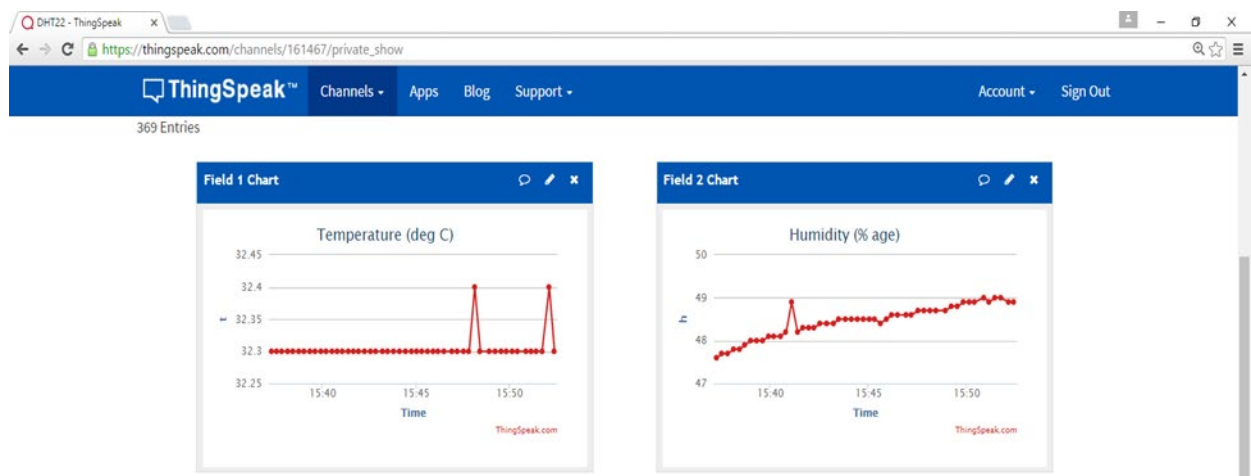 DHT22 - ThingSpeak
https://thingspeak.com/channels/161467/private_show
ThingSpeak™ Channels Apps Blog Support Account Sign Out
369 Entries
Field 1 Chart
Temperature (deg C)
32.45
32.4
32.35
32.3
32.25
t
15:40 15:45 15:50
Time
ThingSpeak.com
Field 2 Chart
Humidity (% age)
50
49
48
47
h
15:40 15:45 15:50
Time
ThingSpeak.com